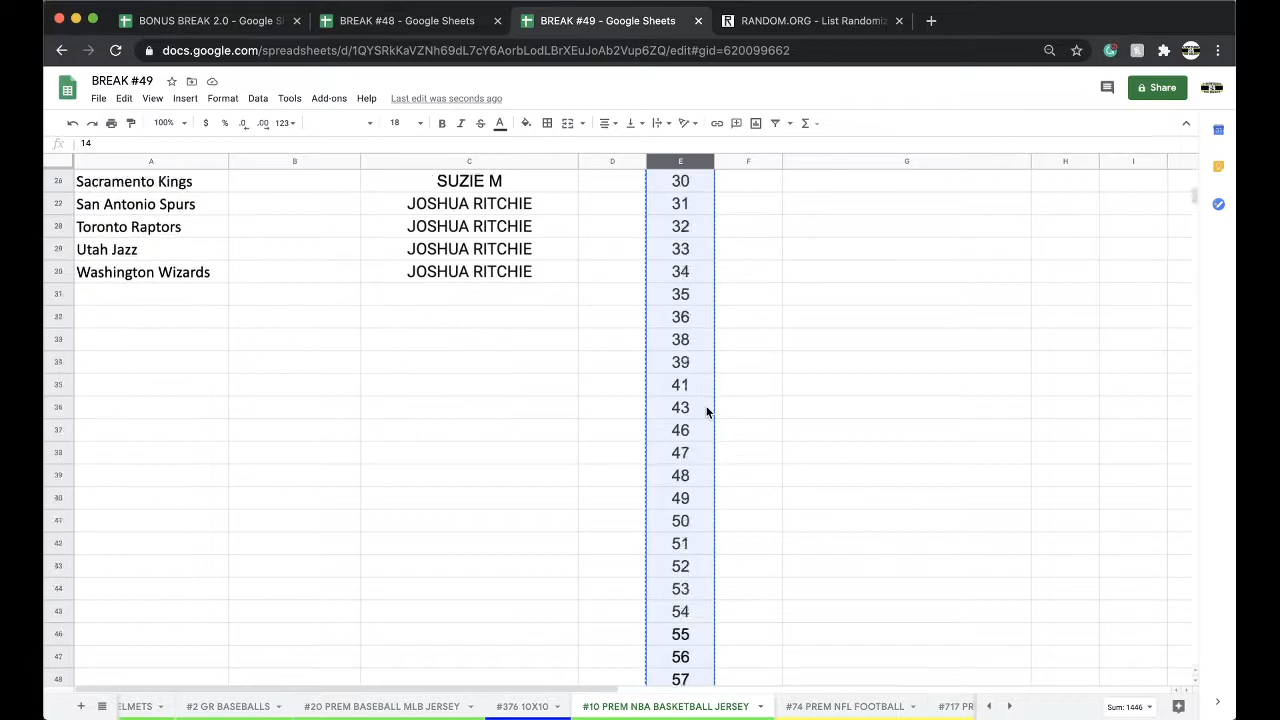 BONUS BREAK 2.0 - Google S
BREAK #48 - Google Sheets
BREAK #49 - Google Sheets
RANDOM.ORG - List Randomiz
docs.google.com/spreadsheets/d/1QYSRkKaVZNh69dL7cY6AorbLodLBrXEuJoAb2Vup6ZQ/edit#gid=620099662
BREAK #49
File Edit View Insert Format Data Tools Add-ons Help Last edit was seconds ago
Share
100% $ % .0 .00 123 18 B I S A Σ
fx 14
A B C D E F G H I
26 Sacramento Kings SUZIE M 30
27 San Antonio Spurs JOSHUA RITCHIE 31
28 Toronto Raptors JOSHUA RITCHIE 32
29 Utah Jazz JOSHUA RITCHIE 33
30 Washington Wizards JOSHUA RITCHIE 34
31 35
32 36
33 38
34 39
35 41
36 43
37 46
38 47
39 48
40 49
41 50
42 51
43 52
44 53
45 54
46 55
47 56
48 57
ELMETS #2 GR BASEBALLS #20 PREM BASEBALL MLB JERSEY #376 10X10 #10 PREM NBA BASKETBALL JERSEY #74 PREM NFL FOOTBALL #717 PR Sum: 1446